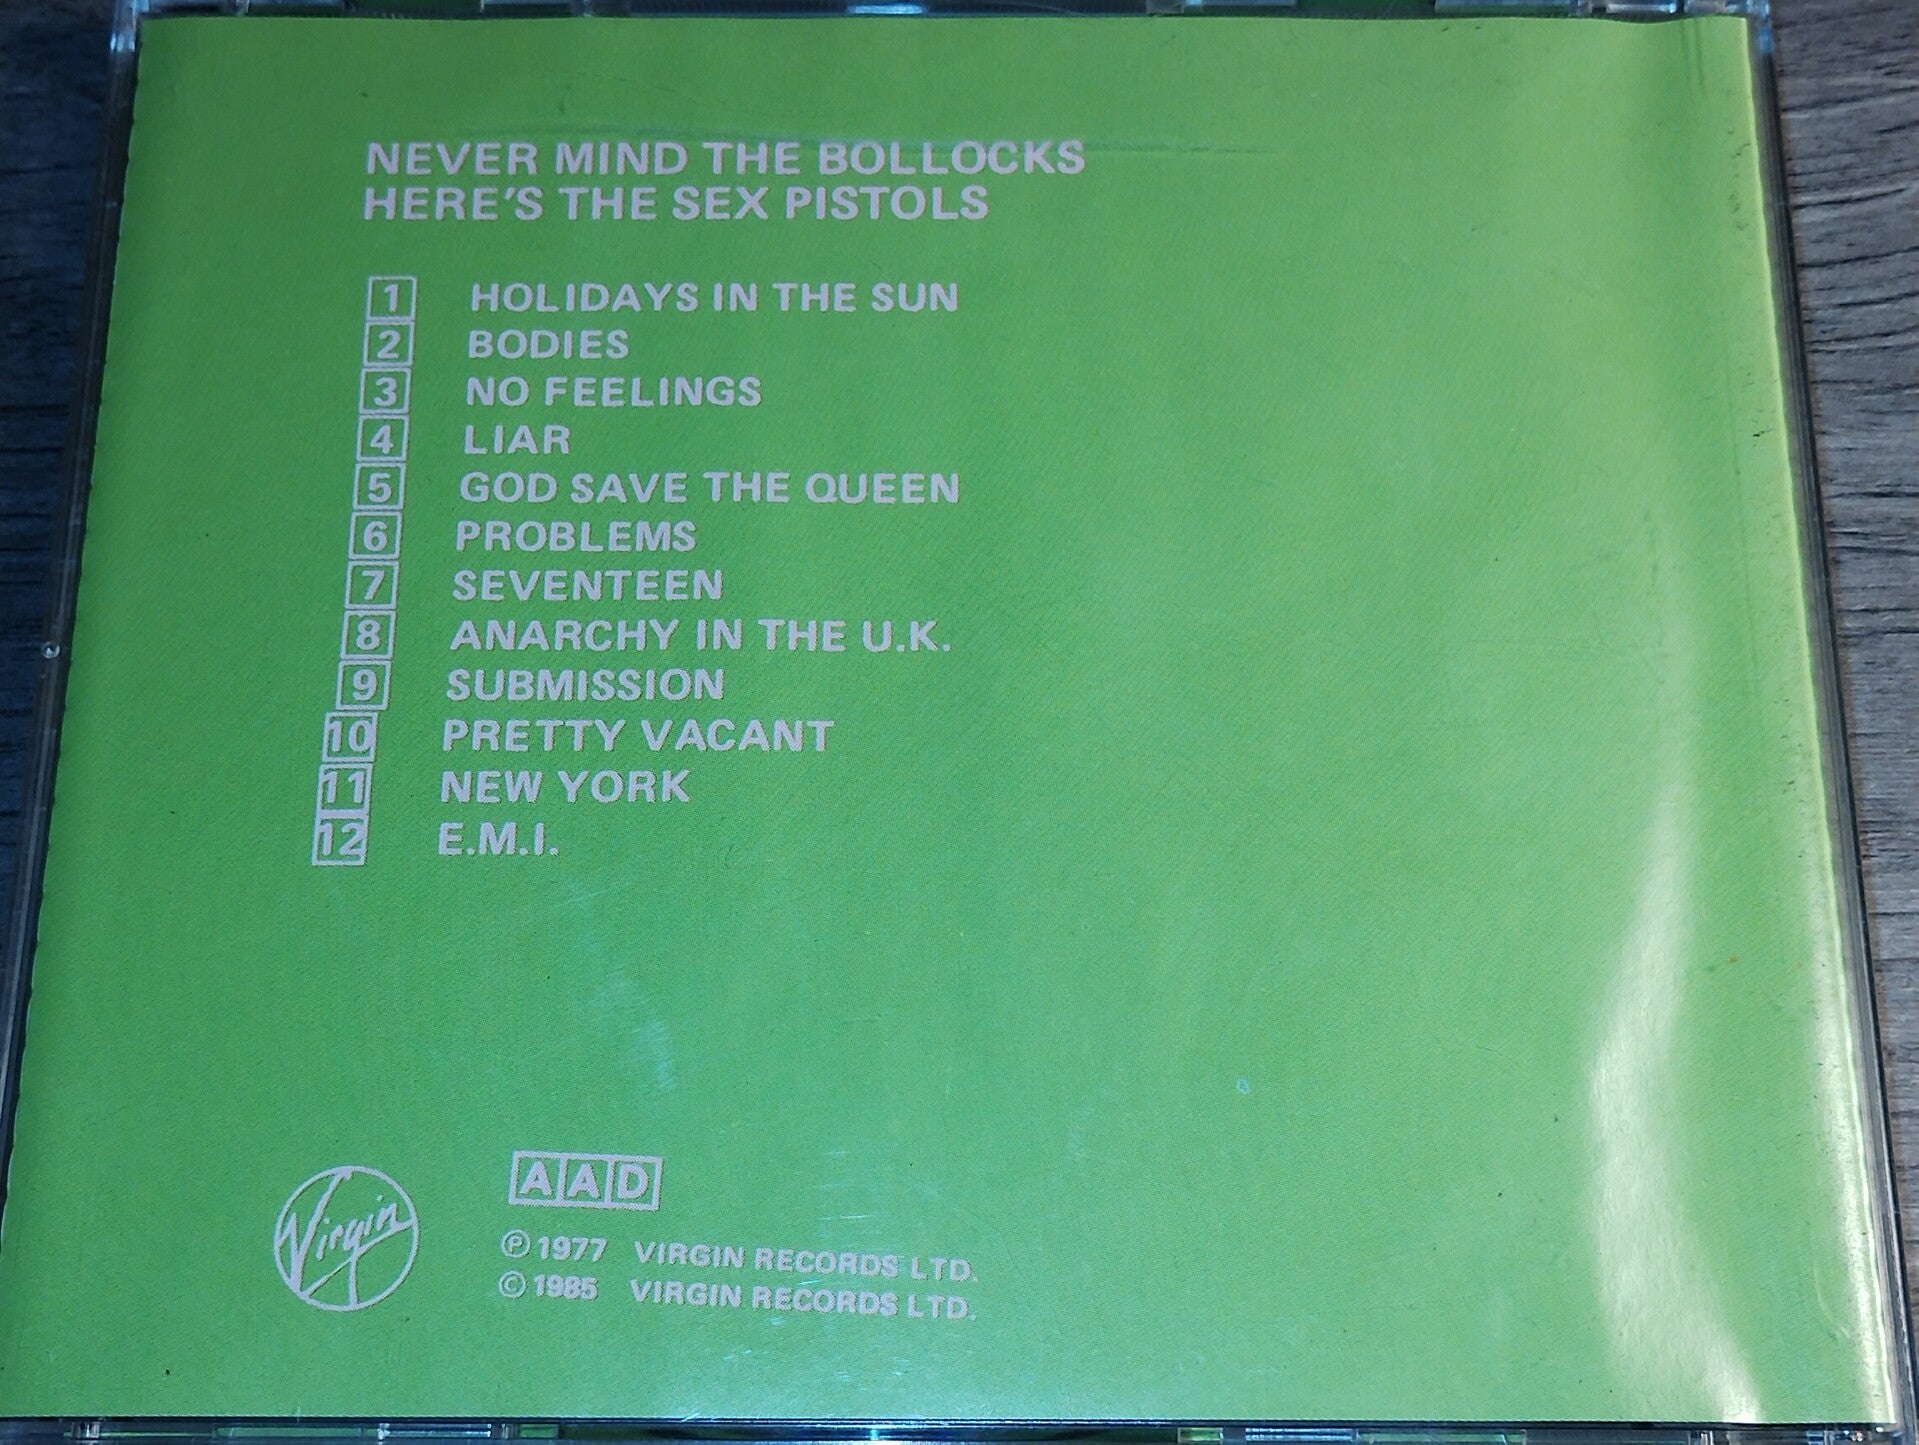 NEVER MIND THE BOLLOCKS
HERE'S THE SEX PISTOLS
1 HOLIDAYS IN THE SUN
2 BODIES
3 NO FEELINGS
4 LIAR
5 GOD SAVE THE QUEEN
6 PROBLEMS
7 SEVENTEEN
8 ANARCHY IN THE U.K.
9 SUBMISSION
10 PRETTY VACANT
11 NEW YORK
12 E.M.I.
Virgin
AAD
℗ 1977 VIRGIN RECORDS LTD.
© 1985 VIRGIN RECORDS LTD.